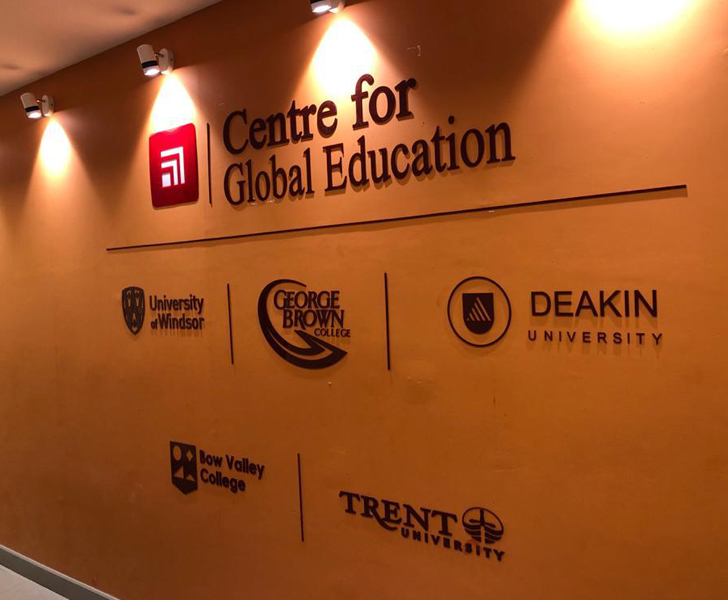 Centre for
Global Education
University
of Windsor
GEORGE
BROWN
COLLEGE
DEAKIN
UNIVERSITY
Bow Valley
College
TRENT
UNIVERSITY